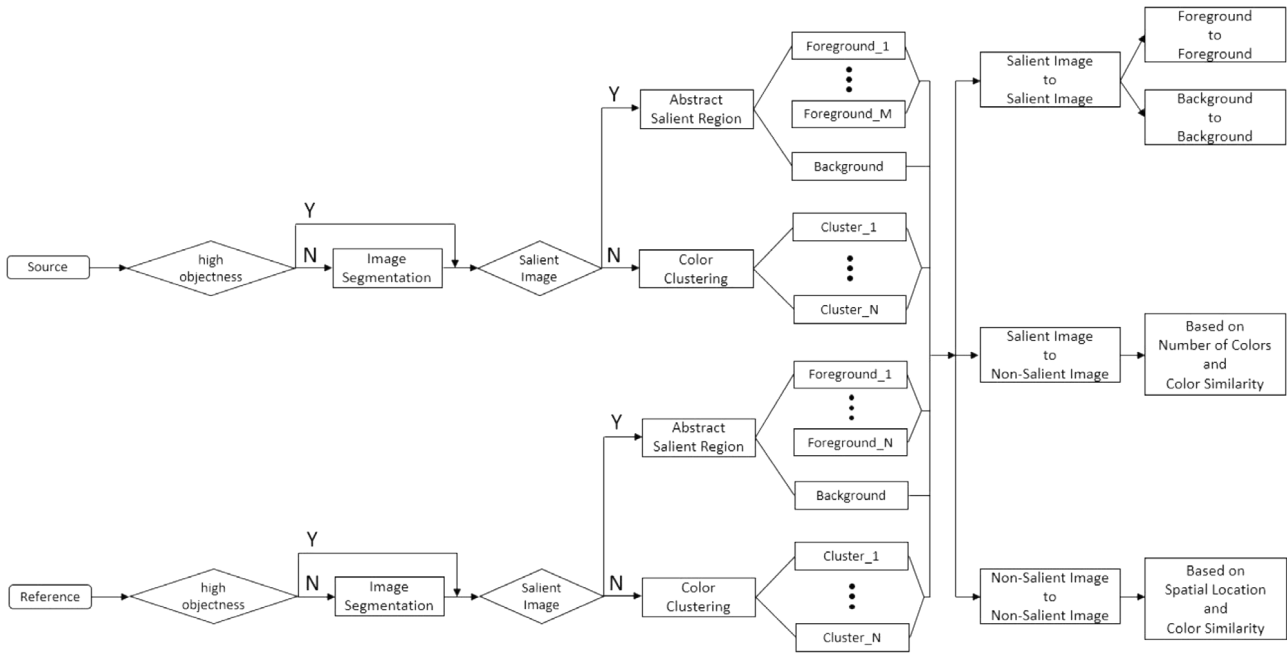 Source
high
objectness
Y
N
Image
Segmentation
Salient
Image
Y
N
Abstract
Salient Region
Color
Clustering
Foreground_1
Foreground_M
Background
Cluster_1
Cluster_N
Reference
high
objectness
Y
N
Image
Segmentation
Salient
Image
Y
N
Abstract
Salient Region
Color
Clustering
Foreground_1
Foreground_N
Background
Cluster_1
Cluster_N
Salient Image
to
Salient Image
Foreground
to
Foreground
Background
to
Background
Salient Image
to
Non-Salient Image
Based on
Number of Colors
and
Color Similarity
Non-Salient Image
to
Non-Salient Image
Based on
Spatial Location
and
Color Similarity